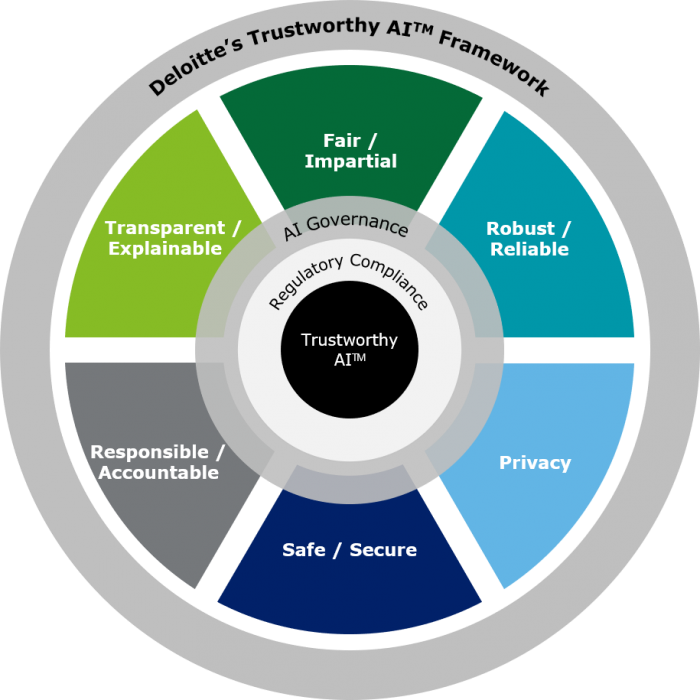 Deloitte's Trustworthy AI™ Framework
Fair /
Impartial
Transparent /
Explainable
Robust /
Reliable
AI Governance
Regulatory Compliance
Trustworthy
AI™
Responsible /
Accountable
Privacy
Safe / Secure